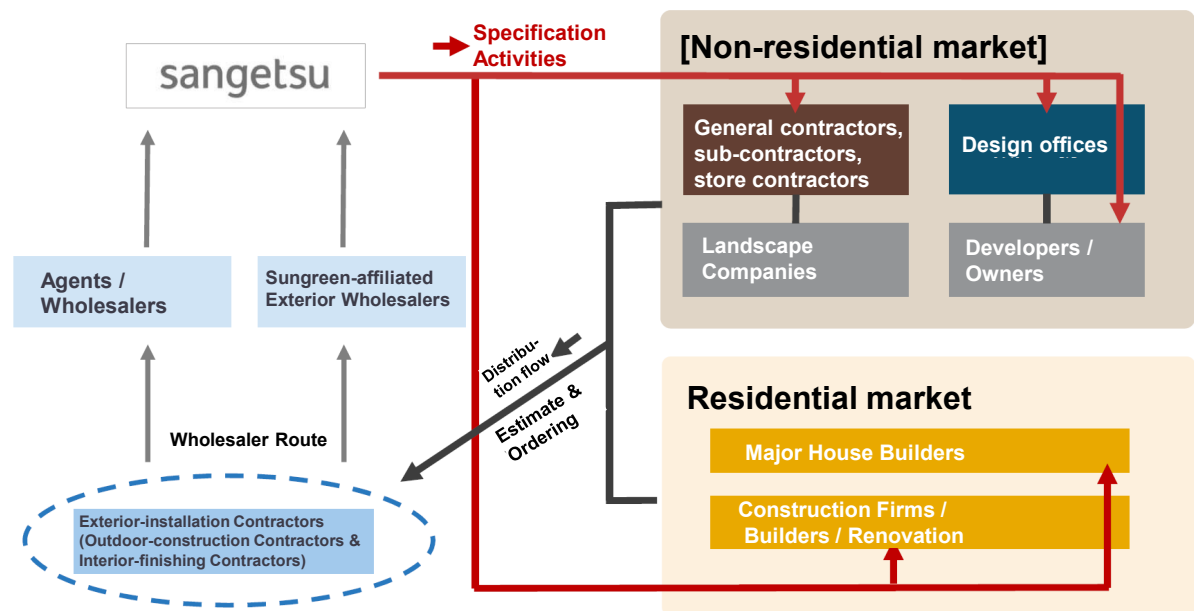 sangetsu
Specification
Activities
[Non-residential market]
General contractors,
sub-contractors,
store contractors
Design offices
Landscape
Companies
Developers /
Owners
Agents /
Wholesalers
Sungreen-affiliated
Exterior Wholesalers
Distribu-
tion flow
Estimate &
Ordering
Wholesaler Route
Exterior-installation Contractors
(Outdoor-construction Contractors &
Interior-finishing Contractors)
Residential market
Major House Builders
Construction Firms /
Builders / Renovation